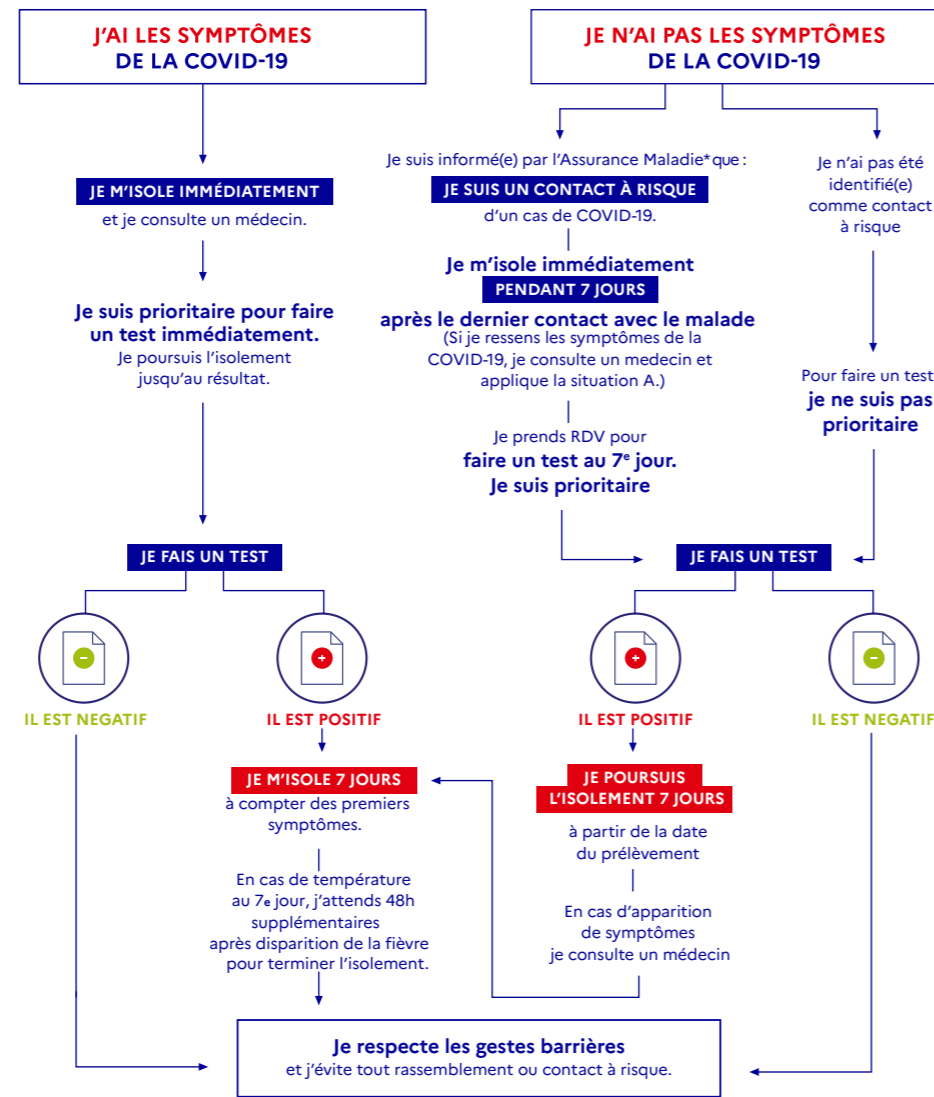 J'AI LES SYMPTÔMES
DE LA COVID-19
JE M'ISOLE IMMÉDIATEMENT
et je consulte un médecin.
Je suis prioritaire pour faire
un test immédiatement.
Je poursuis l'isolement
jusqu'au résultat.
JE FAIS UN TEST
IL EST NEGATIF
IL EST POSITIF
JE M'ISOLE 7 JOURS
à compter des premiers
symptômes.
En cas de température
au 7e jour, j'attends 48h
supplémentaires
après disparition de la fièvre
pour terminer l'isolement.
JE N'AI PAS LES SYMPTÔMES
DE LA COVID-19
Je suis informé(e) par l'Assurance Maladie* que :
JE SUIS UN CONTACT À RISQUE
d'un cas de COVID-19.
Je m'isole immédiatement
PENDANT 7 JOURS
après le dernier contact avec le malade
(Si je ressens les symptômes de la
COVID-19, je consulte un medecin et
applique la situation A.)
Je prends RDV pour
faire un test au 7e jour.
Je suis prioritaire
Je n'ai pas été
identifié(e)
comme contact
à risque
Pour faire un test
je ne suis pas
prioritaire
JE FAIS UN TEST
IL EST POSITIF
IL EST NEGATIF
JE POURSUIS
L'ISOLEMENT 7 JOURS
à partir de la date
du prélèvement
En cas d'apparition
de symptômes
je consulte un médecin
Je respecte les gestes barrières
et j'évite tout rassemblement ou contact à risque.